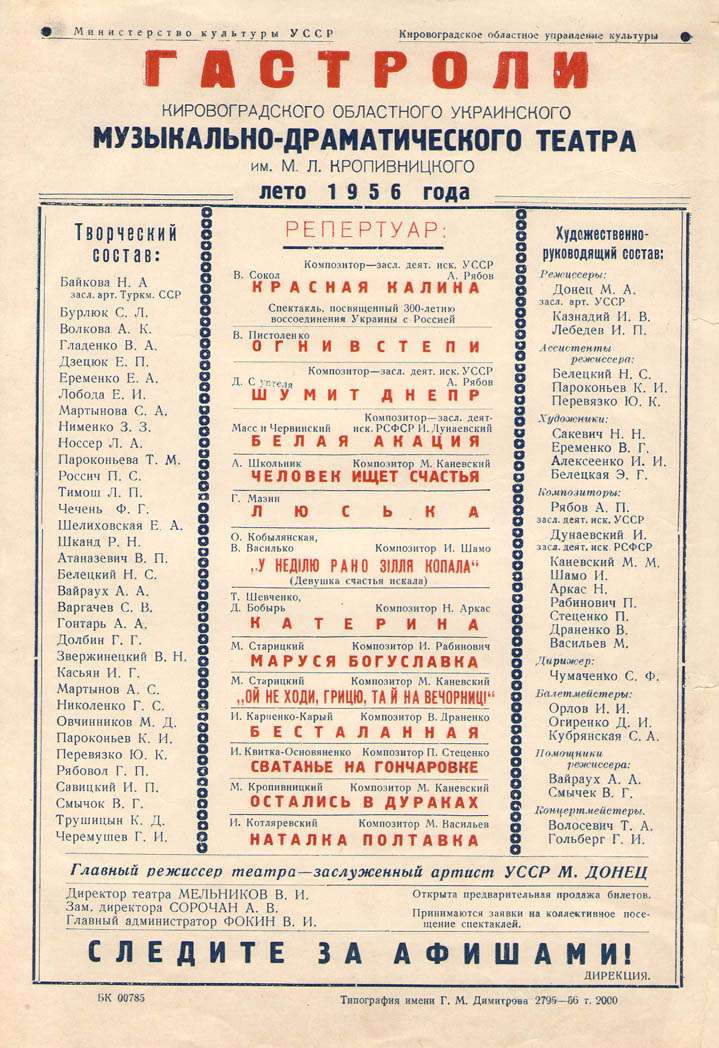 Министерство культуры УССР
Кировоградское областное управление культуры
ГАСТРОЛИ
КИРОВОГРАДСКОГО ОБЛАСТНОГО УКРАИНСКОГО
МУЗЫКАЛЬНО-ДРАМАТИЧЕСКОГО ТЕАТРА
им. М. Л. КРОПИВНИЦКОГО
лето 1956 года
Творческий
состав:
Байкова Н. А
засл. арт. Туркм. ССР
Бурлюк С. Л.
Волкова А. К.
Гладенко В. А.
Дзецюк Е. П.
Еременко Е. А.
Лобода Е. И.
Мартынова С. А.
Нименко З. З.
Носсер Л. А.
Пароконьева Т. М.
Россич П. С.
Тимош Л. П.
Чечень Ф. Г.
Шелиховская Е. А.
Шканд Р. Н.
Атаназевич В. П.
Белецкий Н. С.
Вайраух А. А.
Варгачев С. В.
Гонтарь А. А.
Долбин Г. Г.
Звержинецкий В. Н.
Касьян И. Г.
Мартынов А. С.
Николенко Г. С.
Овчинников М. Д.
Пароконьев К. И.
Перевязко Ю. К.
Рябовол Г. П.
Савицкий И. П.
Смычок В. Г.
Трушицын К. Д.
Черемушев Г. И.
РЕПЕРТУАР:
Композитор—засл. деят. иск. УССР
В. Сокол А. Рябов
КРАСНАЯ КАЛИНА
Спектакль, посвященный 300-летию
воссоединения Украины с Россией
В. Пистоленко
ОГНИ В СТЕПИ
Композитор—засл. деят. иск. УССР
Д. С уптеля А. Рябов
ШУМИТ ДНЕПР
Композитор—засл. деят-
Масс и Червинский иск. РСФСР И. Дунаевский
БЕЛАЯ АКАЦИЯ
Л. Школьник Композитор М. Каневский
ЧЕЛОВЕК ИЩЕТ СЧАСТЬЯ
Г. Мазин
ЛЮСЬКА
О. Кобылянская,
В. Василько Композитор И. Шамо
„У НЕДІЛЮ РАНО ЗІЛЛЯ КОПАЛА“
(Девушка счастья искала)
Т. Шевченко,
Д. Бобырь Композитор Н. Аркас
КАТЕРИНА
М. Старицкий Композитор И. Рабинович
МАРУСЯ БОГУСЛАВКА
М. Старицкий Композитор М. Каневский
„ОЙ НЕ ХОДИ, ГРИЦЮ, ТА Й НА ВЕЧОРНИЦІ“
И. Карпенко-Карый Композитор В. Драненко
БЕСТАЛАННАЯ
И. Квитка-Основяненко Композитор П. Стеценко
СВАТАНЬЕ НА ГОНЧАРОВКЕ
М. Кропивницкий Композитор М. Каневский
ОСТАЛИСЬ В ДУРАКАХ
И. Котляревский Композитор М. Васильев
НАТАЛКА ПОЛТАВКА
Художественно-
руководящий состав:
Режиссеры:
Донец М. А.
засл. арт. УССР
Казнадий И. В.
Лебедев И. П.
Ассистенты
режиссера:
Белецкий Н. С.
Пароконьев К. И.
Перевязко Ю. К.
Художники:
Сакевич Н. Н.
Еременко В. Г.
Алексеенко И. И.
Белецкая Э. Г.
Композиторы:
Рябов А. П.
засл. деят. иск. УССР
Дунаевский И.
засл. деят. иск. РСФСР
Каневский М. М.
Шамо И.
Аркас Н.
Рабинович П.
Стеценко П.
Драненко В.
Васильев М.
Дирижер:
Чумаченко С. Ф.
Балетмейстеры:
Орлов И. И.
Огиренко Д. И.
Кубрянская С. А.
Помощники
режиссера:
Вайраух А. А.
Смычек В. Г.
Концертмейстеры.
Волосевич Т. А.
Гольберг Г. И.
Главный режиссер театра—заслуженный артист УССР М. ДОНЕЦ
Директор театра МЕЛЬНИКОВ В. И.
Зам. директора СОРОЧАН А. В.
Главный администратор ФОКИН В. И.
Открыта предварительная продажа билетов.
Принимаются заявки на коллективное посе-
щение спектаклей.
СЛЕДИТЕ ЗА АФИШАМИ!
ДИРЕКЦИЯ.
БК 00785
Типография имени Г. М. Димитрова 2795—56 т. 2000